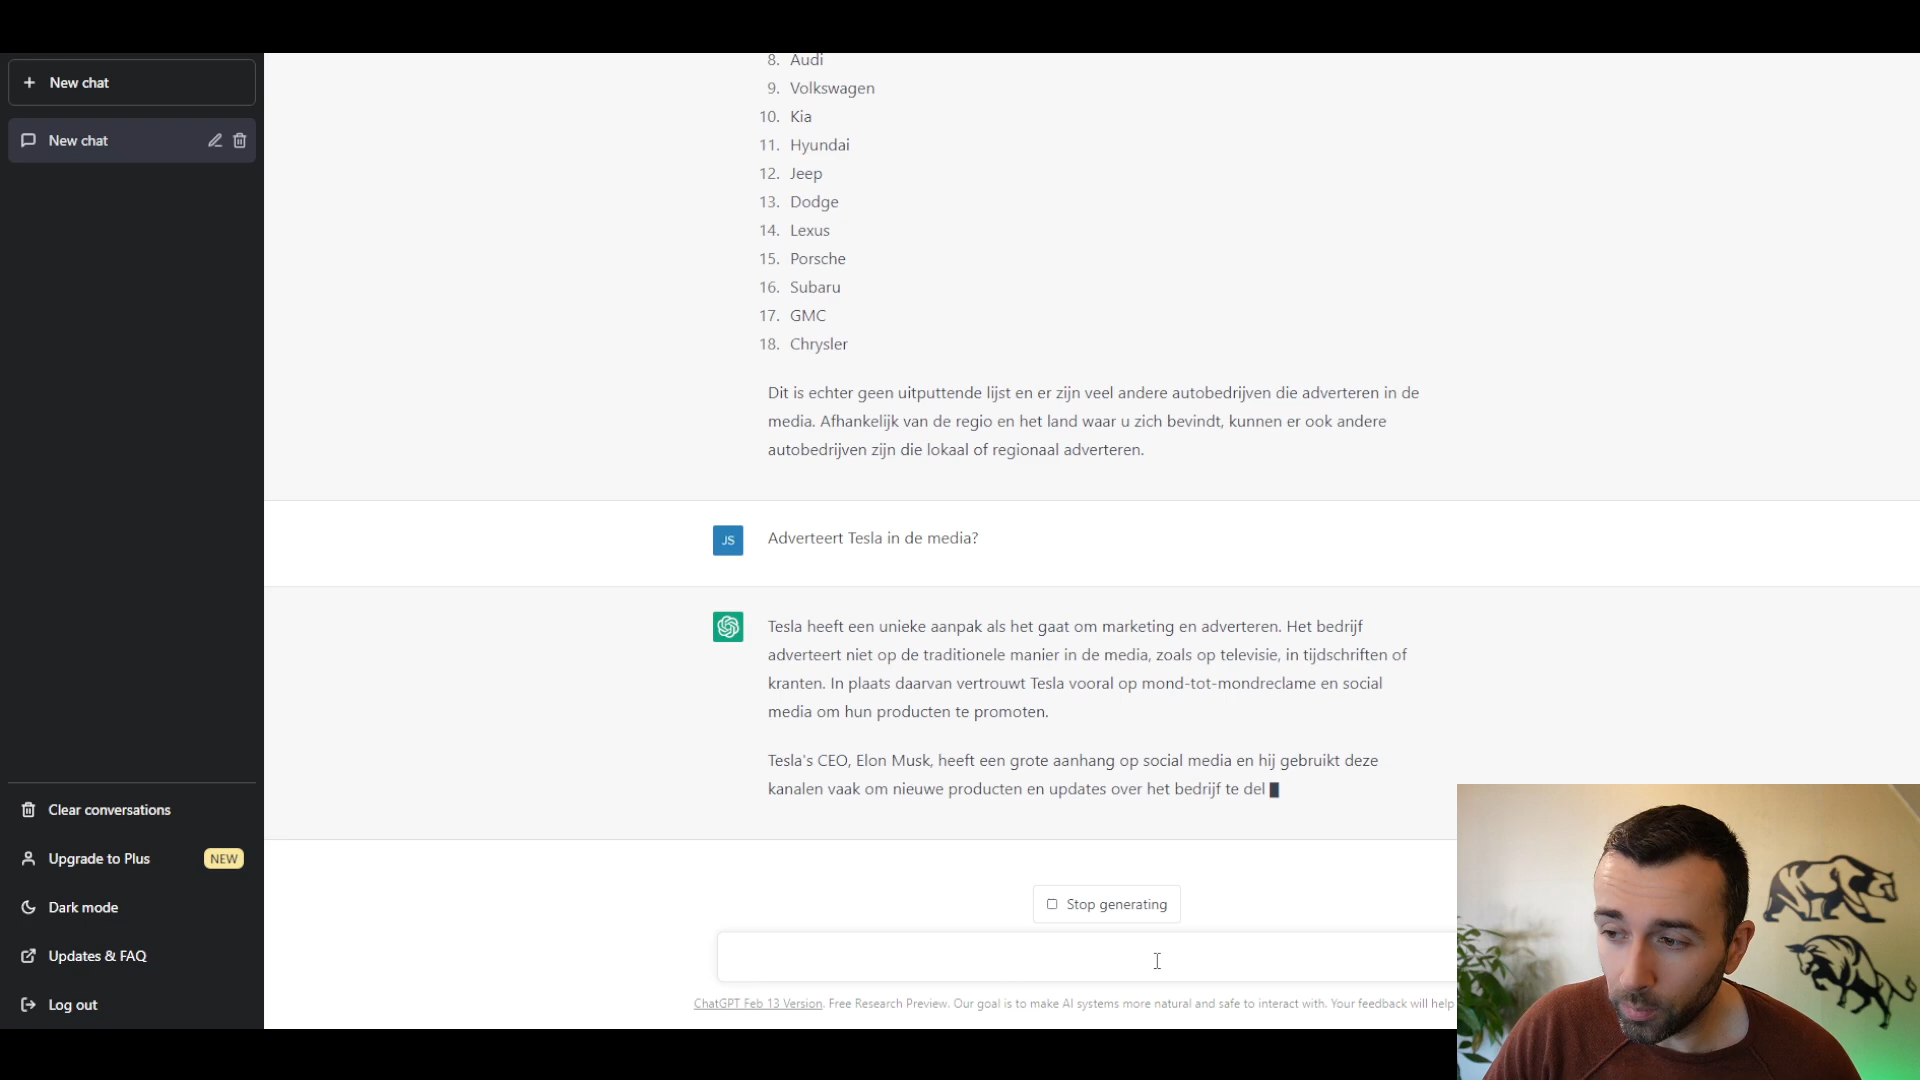 New chat
New chat
Clear conversations
Upgrade to Plus NEW
Dark mode
Updates & FAQ
Log out
8. Audi
9. Volkswagen
10. Kia
11. Hyundai
12. Jeep
13. Dodge
14. Lexus
15. Porsche
16. Subaru
17. GMC
18. Chrysler
Dit is echter geen uitputtende lijst en er zijn veel andere autobedrijven die adverteren in de
media. Afhankelijk van de regio en het land waar u zich bevindt, kunnen er ook andere
autobedrijven zijn die lokaal of regionaal adverteren.
JS Adverteert Tesla in de media?
Tesla heeft een unieke aanpak als het gaat om marketing en adverteren. Het bedrijf
adverteert niet op de traditionele manier in de media, zoals op televisie, in tijdschriften of
kranten. In plaats daarvan vertrouwt Tesla vooral op mond-tot-mondreclame en social
media om hun producten te promoten.
Tesla's CEO, Elon Musk, heeft een grote aanhang op social media en hij gebruikt deze
kanalen vaak om nieuwe producten en updates over het bedrijf te del
Stop generating
ChatGPT Feb 13 Version. Free Research Preview. Our goal is to make AI systems more natural and safe to interact with. Your feedback will help